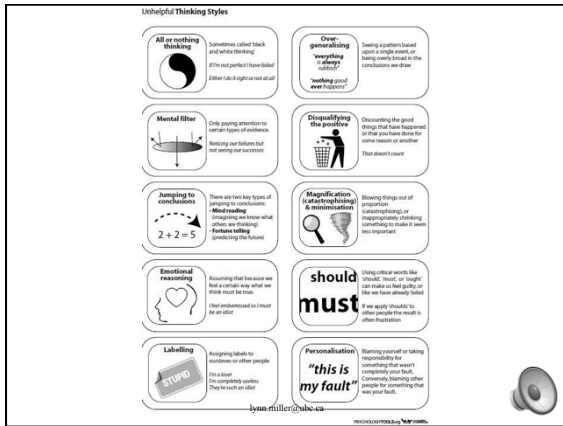 Unhelpful Thinking Styles
All or nothing
thinking
Sometimes called 'black
and white thinking'
If I'm not perfect I have failed
Either I do it right or not at all
Over-
generalising
"everything
is always
rubbish"
"nothing good
ever happens"
Seeing a pattern based
upon a single event, or
being overly broad in the
conclusions we draw
Mental filter
Only paying attention to
certain types of evidence.
Noticing our failures but
not seeing our successes
Disqualifying
the positive
Discounting the good
things that have happened
or that you have done for
some reason or another
That doesn't count
Jumping to
conclusions
2 + 2 = 5
There are two key types of
jumping to conclusions:
• Mind reading
(imagining we know what
others are thinking)
• Fortune telling
(predicting the future)
Magnification
(catastrophising)
& minimisation
Blowing things out of
proportion
(catastrophising), or
inappropriately shrinking
something to make it seem
less important
Emotional
reasoning
Assuming that because we
feel a certain way what we
think must be true.
I feel embarrassed so I must
be an idiot
should
must
Using critical words like
'should', 'must', or 'ought'
can make us feel guilty, or
like we have already failed
If we apply 'shoulds' to
other people the result is
often frustration
Labelling
STUPID
Assigning labels to
ourselves or other people
I'm a loser
I'm completely useless
They're such an idiot
Personalisation
"this is
my fault"
Blaming yourself or taking
responsibility for
something that wasn't
completely your fault.
Conversely, blaming other
people for something that
was your fault.
lynn.miller@ubc.ca
PSYCHOLOGYTOOLS.org